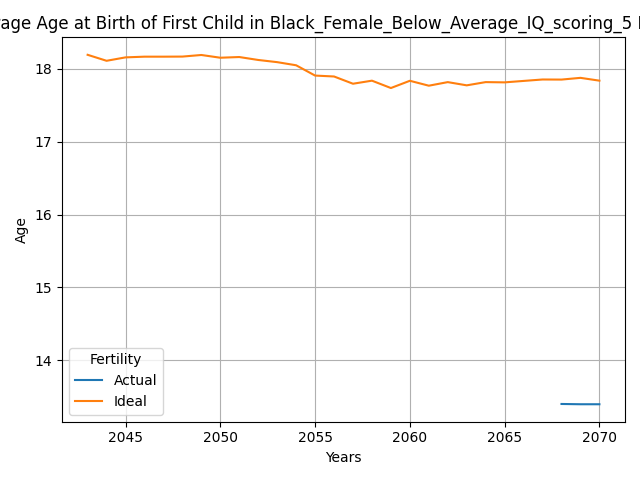 rage Age at Birth of First Child in Black_Female_Below_Average_IQ_scoring_5
18
17
16
15
14
Age
Fertility
Actual
Ideal
2045 2050 2055 2060 2065 2070
Years